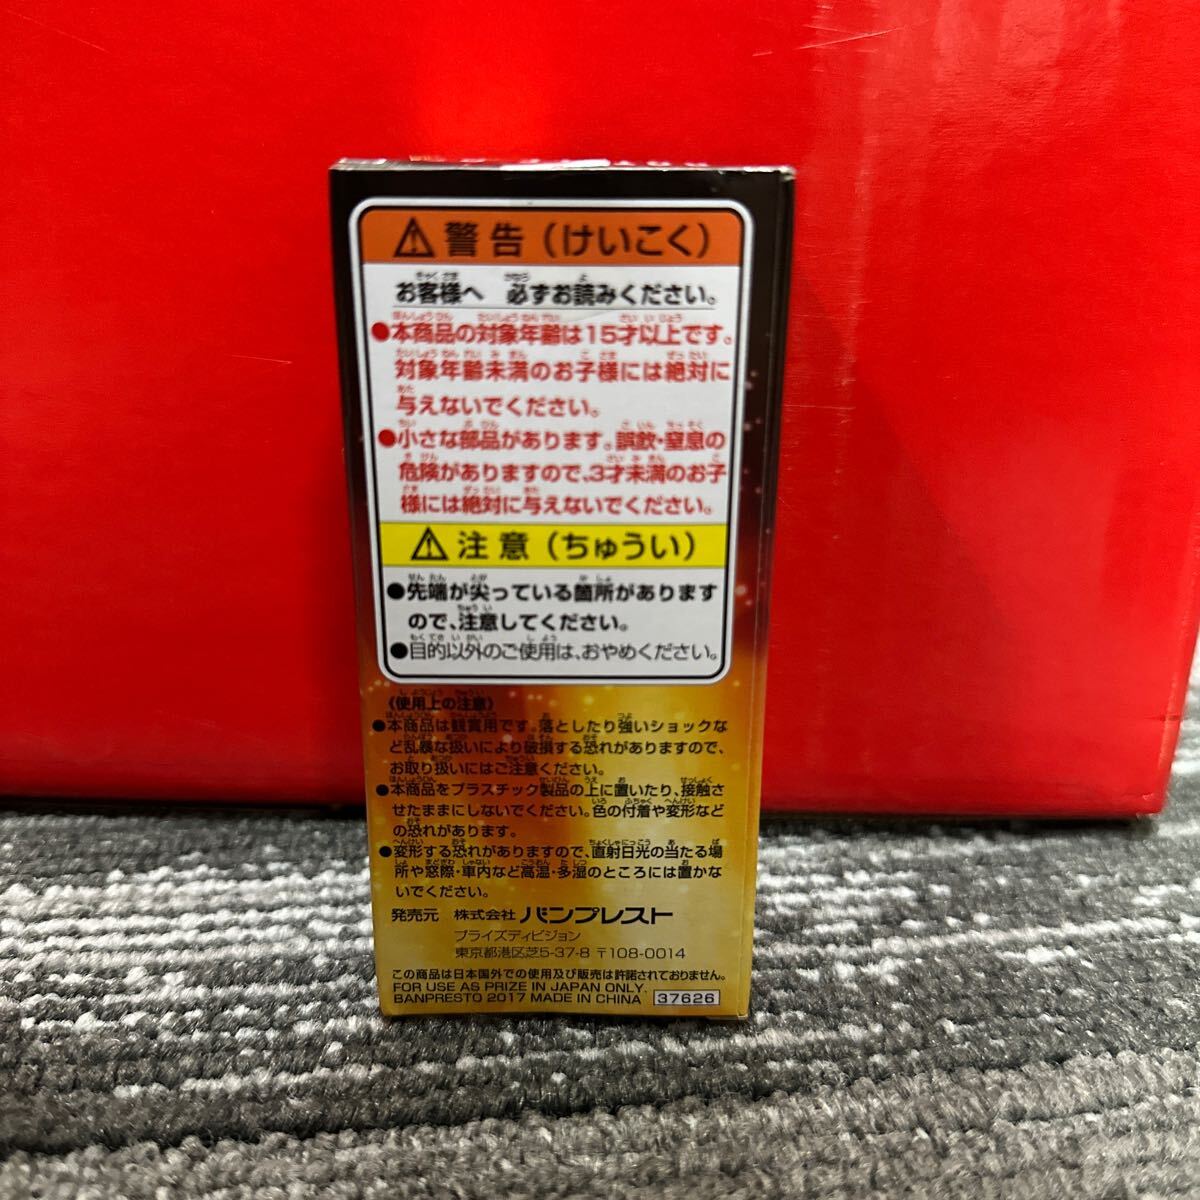 ⚠警告(けいこく)
お客様へ 必ずお読みください。
●本商品の対象年齢は15才以上です。
対象年齢未満のお子様には絶対に
与えないでください。
●小さな部品があります。誤飲・窒息の
危険がありますので、3才未満のお子
様には絶対に与えないでください。
⚠注意(ちゅうい)
●先端が尖っている箇所があります
ので、注意してください。
●目的以外のご使用は、おやめください。
《使用上の注意》
●本商品は観賞用です。落としたり強いショックな
ど乱暴な扱いにより破損する恐れがありますので、
お取り扱いにはご注意ください。
●本商品をプラスチック製品の上に置いたり、接触さ
せたままにしないでください。色の付着や変形など
の恐れがあります。
●変形する恐れがありますので、直射日光の当たる場
所や窓際・車内など高温・多湿のところには置かな
いでください。
発売元 株式会社バンプレスト
プライズディビジョン
東京都港区芝5-37-8 〒108-0014
この商品は日本国外での使用及び販売は許諾されておりません。
FOR USE AS PRIZE IN JAPAN ONLY.
BANPRESTO 2017 MADE IN CHINA 37626